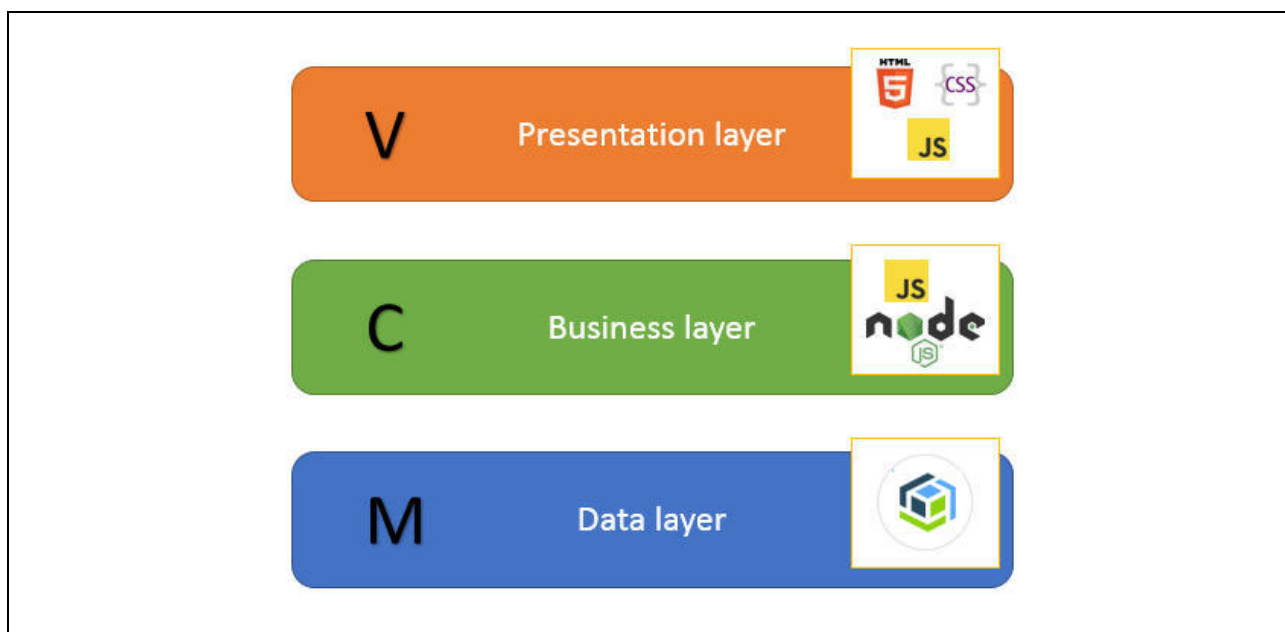 HTML
5
{CSS}
V
Presentation layer
JS
JS
C
Business layer
node
JS
M
Data layer